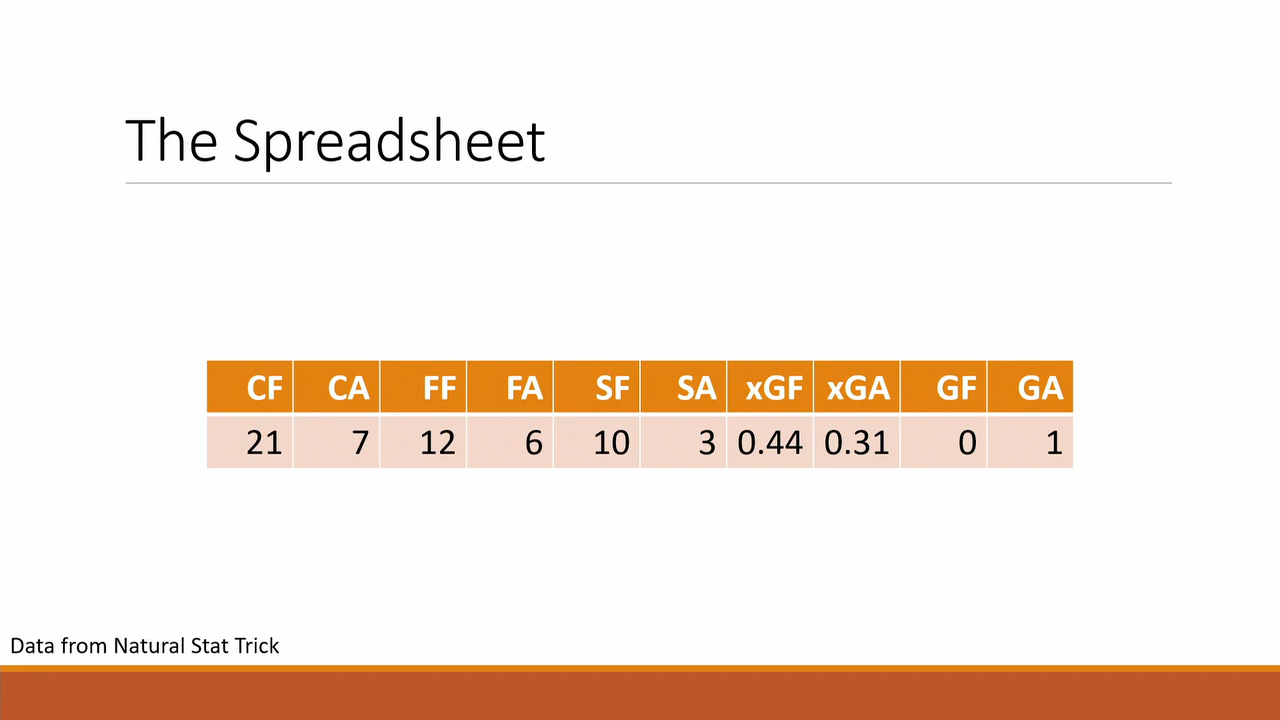 The Spreadsheet
CF CA FF FA SF SA xGF xGA GF GA
21 7 12 6 10 3 0.44 0.31 0 1
Data from Natural Stat Trick